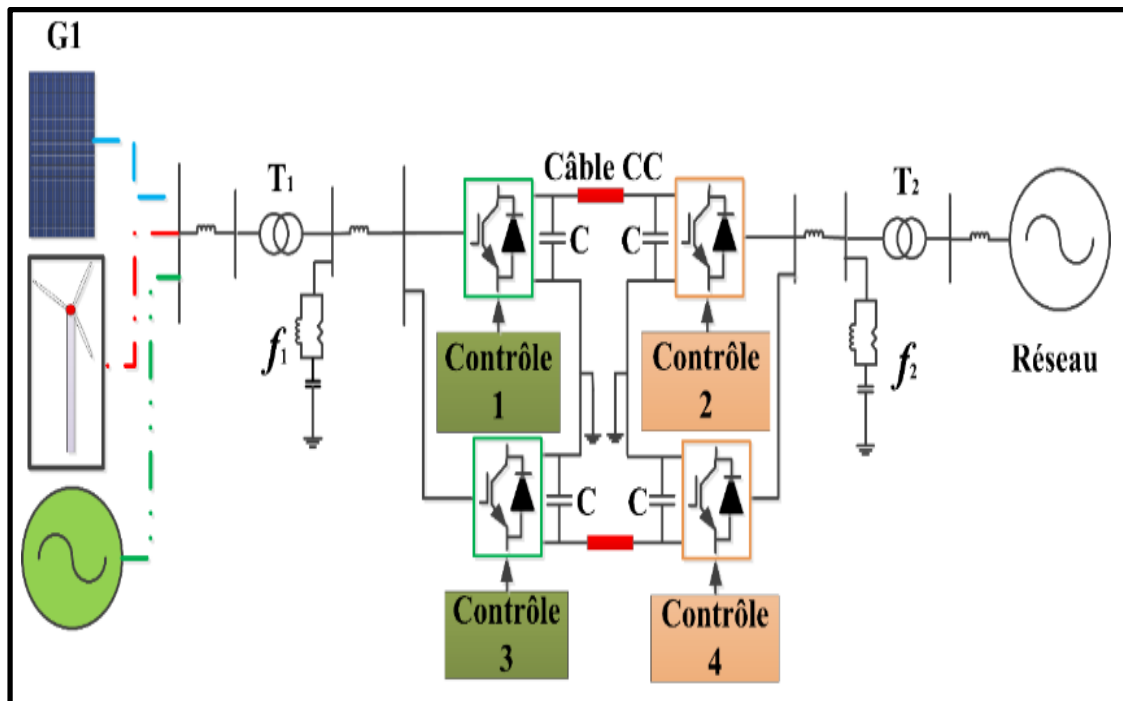 G1
T1
f1
Câble CC
C
C
Contrôle
1
Contrôle
2
T2
f2
Réseau
C
C
Contrôle
3
Contrôle
4